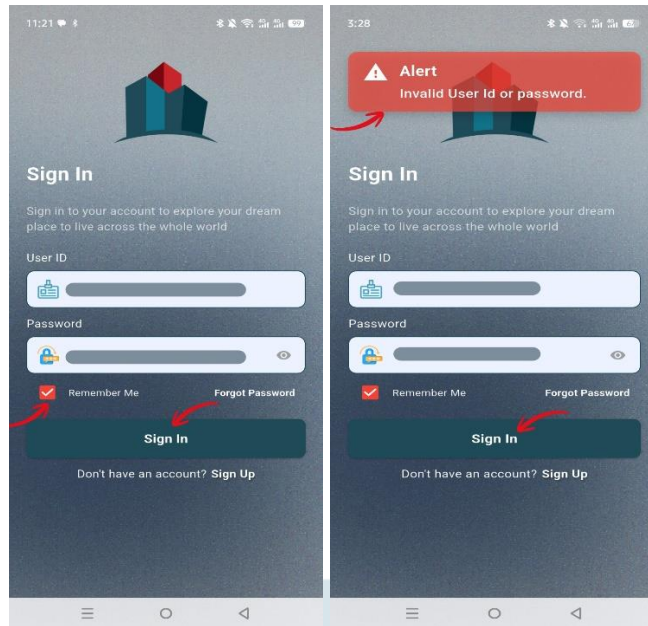 11:21
99
Sign In
Sign in to your account to explore your dream
place to live across the whole world
User ID
Password
Remember Me
Forgot Password
Sign In
Don't have an account? Sign Up
3:28
Alert
Invalid User Id or password.
Sign In
Sign in to your account to explore your dream
place to live across the whole world
User ID
Password
Remember Me
Forgot Password
Sign In
Don't have an account? Sign Up